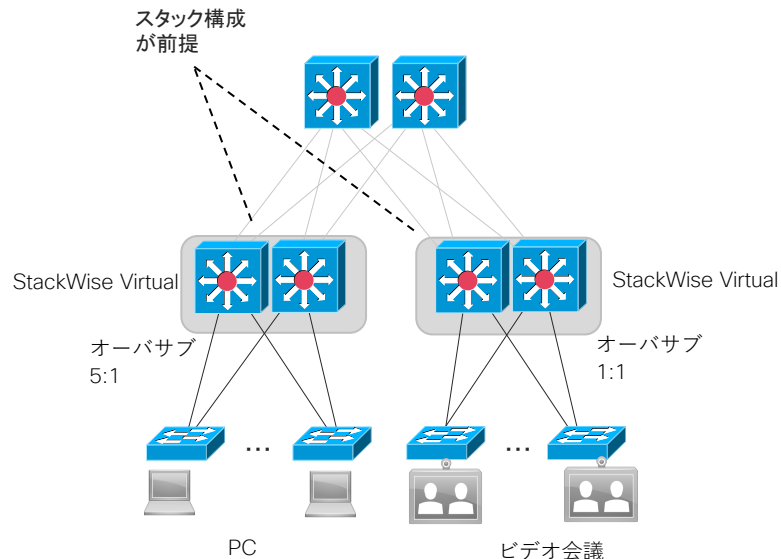 スタック構成
が前提
StackWise Virtual
StackWise Virtual
オーバサブ
5:1
オーバサブ
1:1
...
...
PC
ビデオ会議